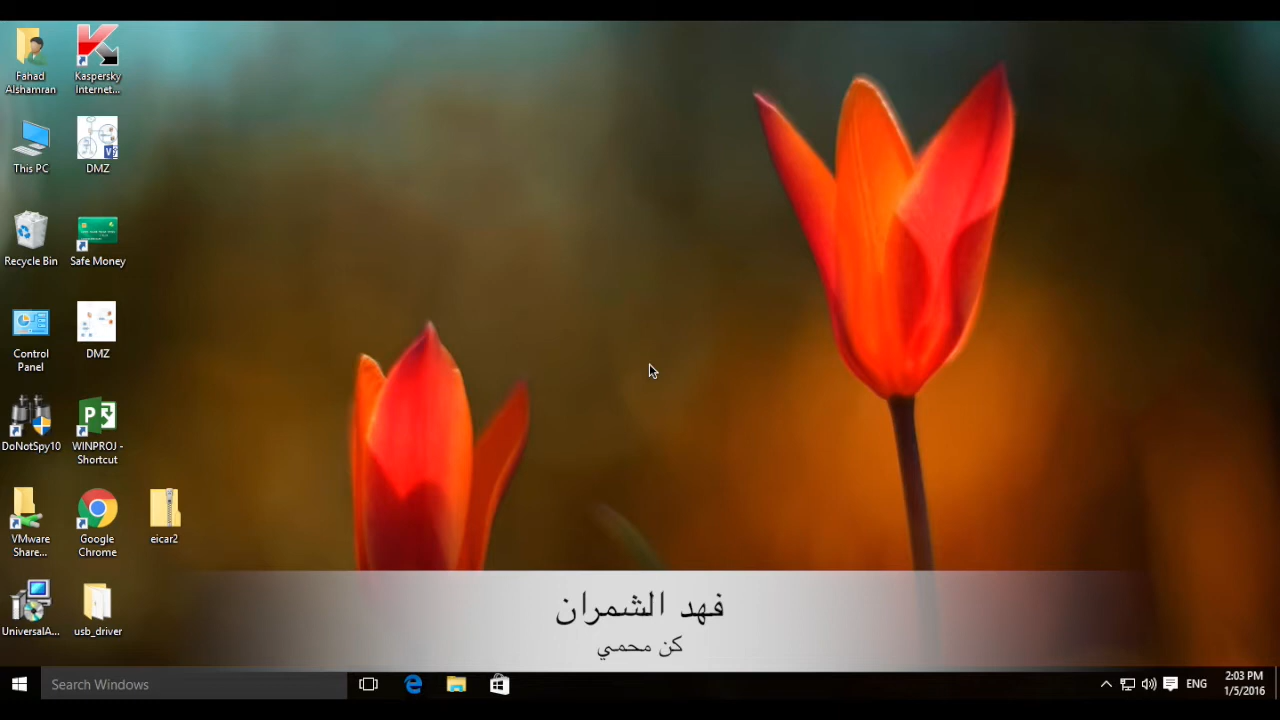 Fahad
Alshamran
Kaspersky
Internet...
This PC
DMZ
Recycle Bin
Safe Money
Control
Panel
DMZ
DoNotSpy10
WINPROJ -
Shortcut
VMware
Share...
Google
Chrome
eicar2
UniversalA...
usb_driver
فهد الشمران
كن محمي
Search Windows
ENG
2:03 PM
1/5/2016